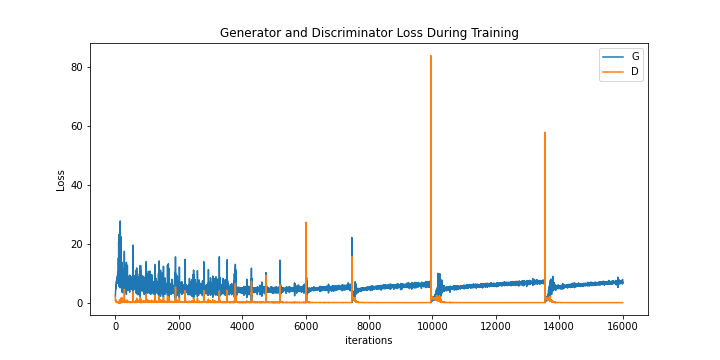 Generator and Discriminator Loss During Training
G
D
Loss
80
60
40
20
0
0 2000 4000 6000 8000 10000 12000 14000 16000
iterations